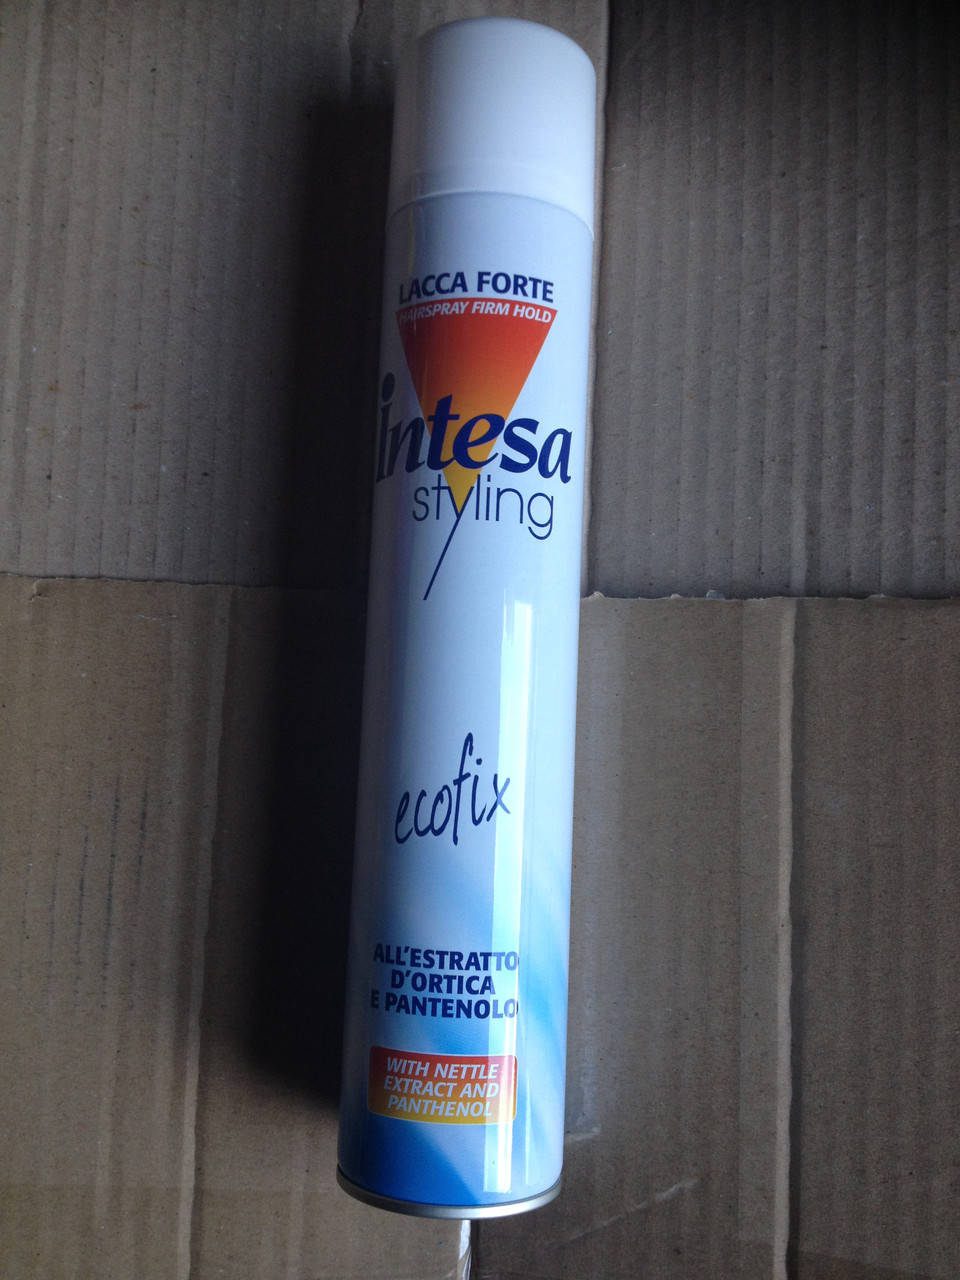 LACCA FORTE
HAIRSPRAY FIRM HOLD
intesa
styling
ecofix
ALL'ESTRATTO
D'ORTICA
E PANTENOLO
WITH NETTLE
EXTRACT AND
PANTHENOL